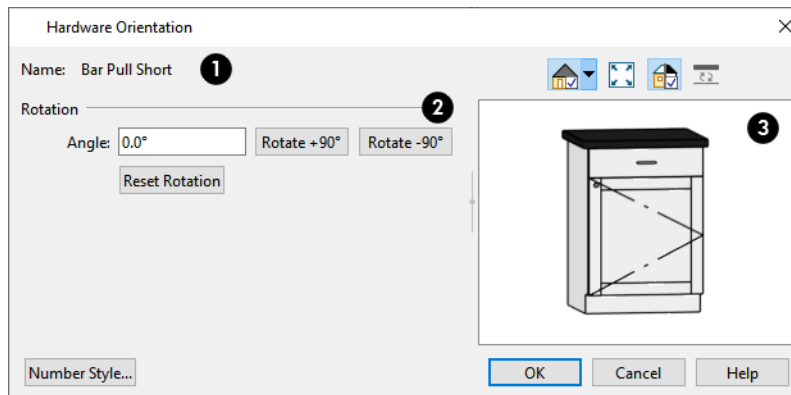 Hardware Orientation
Name: Bar Pull Short 1
Rotation 2
Angle: 0.0° Rotate +90° Rotate -90°
Reset Rotation
3
Number Style... OK Cancel Help